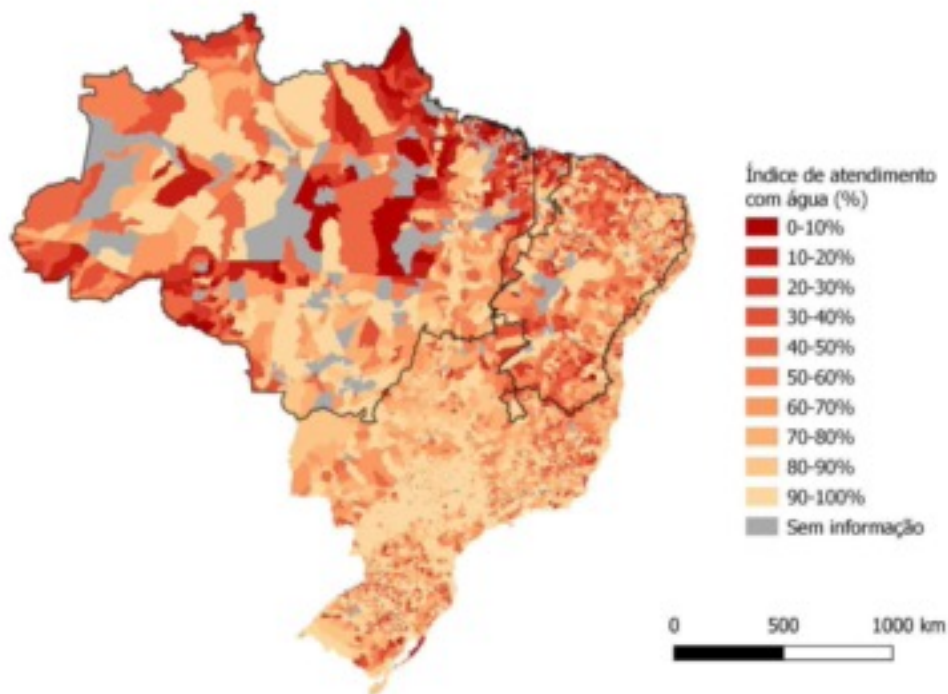 Índice de atendimento
com água (%)
0-10%
10-20%
20-30%
30-40%
40-50%
50-60%
60-70%
70-80%
80-90%
90-100%
Sem informação
0 500 1000 km